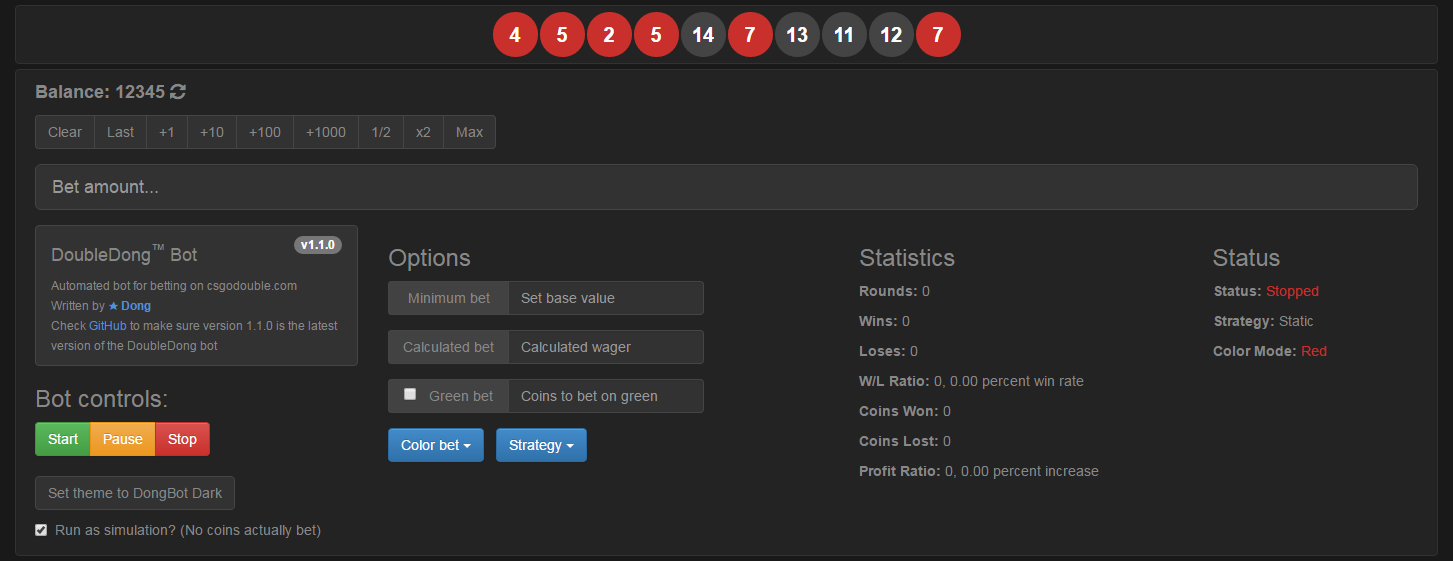 4 5 2 5 14 7 13 11 12 7
Balance: 12345
Clear Last +1 +10 +100 +1000 1/2 x2 Max
Bet amount...
DoubleDong™ Bot v1.1.0
Automated bot for betting on csgodouble.com
Written by ★ Dong
Check GitHub to make sure version 1.1.0 is the latest
version of the DoubleDong bot
Bot controls:
Start Pause Stop
Set theme to DongBot Dark
Run as simulation? (No coins actually bet)
Options
Minimum bet Set base value
Calculated bet Calculated wager
Green bet Coins to bet on green
Color bet Strategy
Statistics
Rounds: 0
Wins: 0
Loses: 0
W/L Ratio: 0, 0.00 percent win rate
Coins Won: 0
Coins Lost: 0
Profit Ratio: 0, 0.00 percent increase
Status
Status: Stopped
Strategy: Static
Color Mode: Red